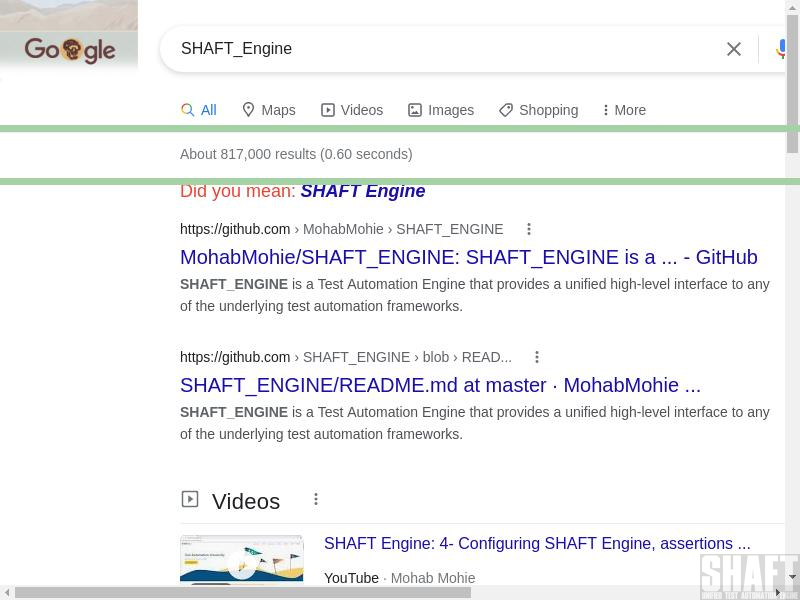 Google
SHAFT_Engine
All
Maps
Videos
Images
Shopping
More
About 817,000 results (0.60 seconds)
Did you mean: SHAFT Engine
https://github.com › MohabMohie › SHAFT_ENGINE
MohabMohie/SHAFT_ENGINE: SHAFT_ENGINE is a ... - GitHub
SHAFT_ENGINE is a Test Automation Engine that provides a unified high-level interface to any
of the underlying test automation frameworks.
https://github.com › SHAFT_ENGINE › blob › READ...
SHAFT_ENGINE/README.md at master · MohabMohie ...
SHAFT_ENGINE is a Test Automation Engine that provides a unified high-level interface to any
of the underlying test automation frameworks.
Videos
SHAFT Engine: 4- Configuring SHAFT Engine, assertions ...
YouTube · Mohab Mohie
SHAFT
UNIFIED TEST AUTOMATION ENGINE